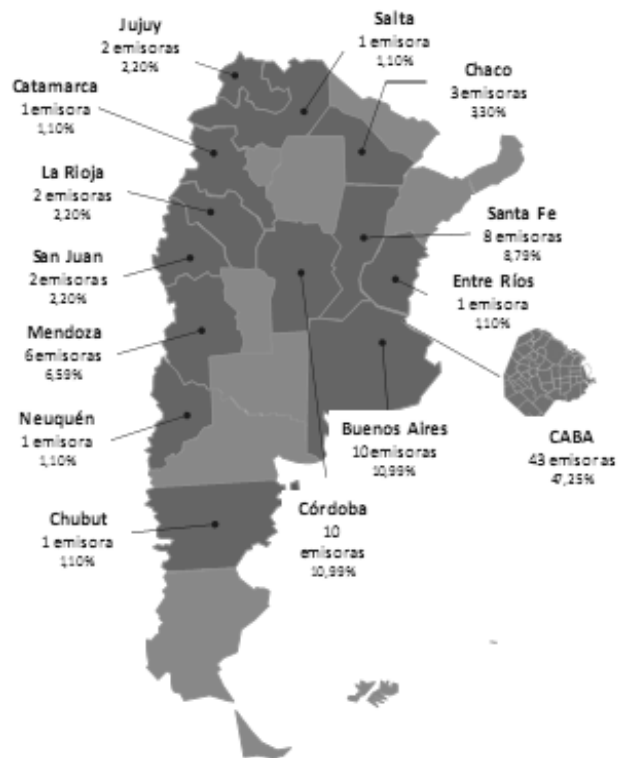 Jujuy
2 emisoras
2,20%
Salta
1 emisora
1,10%
Chaco
3 emisoras
3,30%
Catamarca
1 emisora
1,10%
La Rioja
2 emisoras
2,20%
Santa Fe
8 emisoras
8,79%
San Juan
2 emisoras
2,20%
Entre Ríos
1 emisora
1,10%
Mendoza
6 emisoras
6,59%
Neuquén
1 emisora
1,10%
Buenos Aires
10 emisoras
10,99%
CABA
43 emisoras
47,25%
Chubut
1 emisora
1,10%
Córdoba
10
emisoras
10,99%